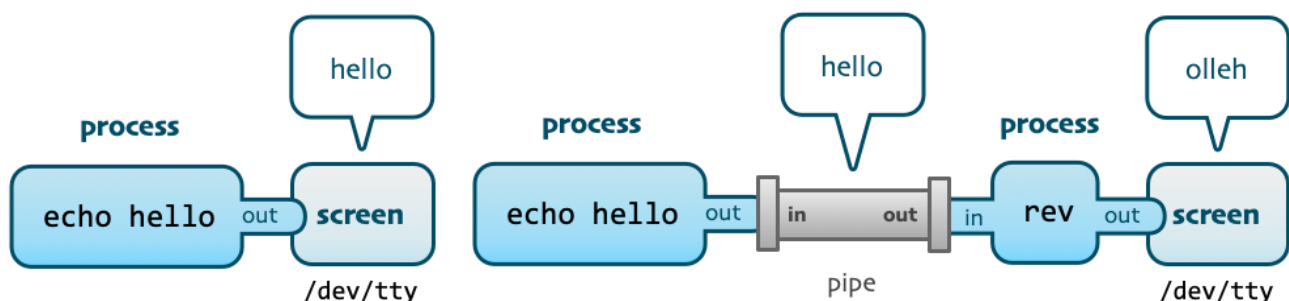 hello
process
echo hello
out
screen
/dev/tty
hello
process
echo hello
out
in
out
pipe
process
in
rev
out
olleh
screen
/dev/tty